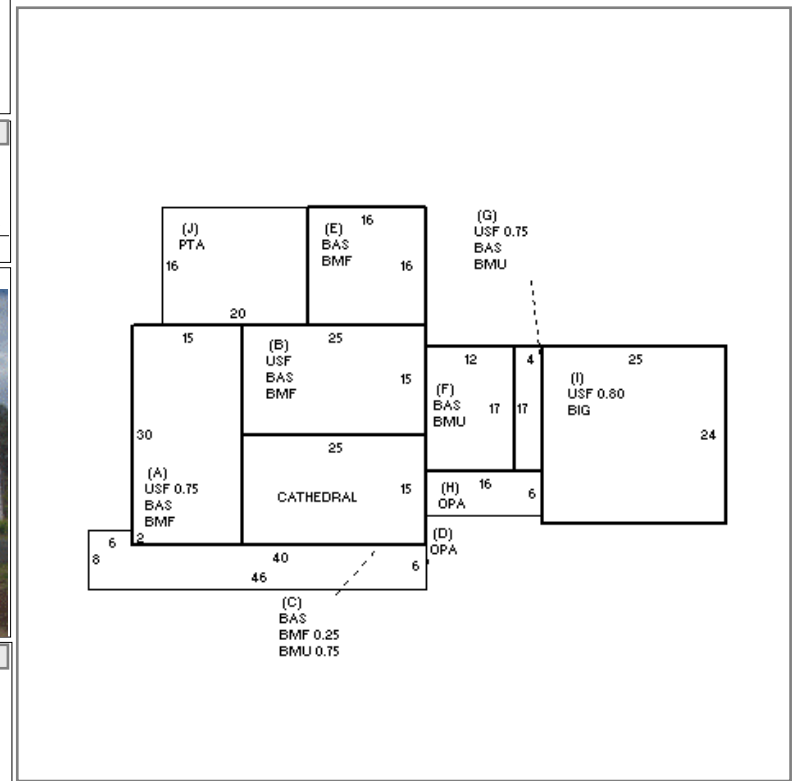 (J)
PTA
16
20
(E)
BAS
BMF
16
16
(G)
USF 0.75
BAS
BMU
15
30
(A)
USF 0.75
BAS
BMF
25
(B)
USF
BAS
BMF
15
25
CATHEDRAL
15
12
(F)
BAS
BMU
17
4
17
25
(I)
USF 0.80
BIG
24
16
(H)
OPA
6
(D)
OPA
6
8
2
40
46
6
(C)
BAS
BMF 0.25
BMU 0.75